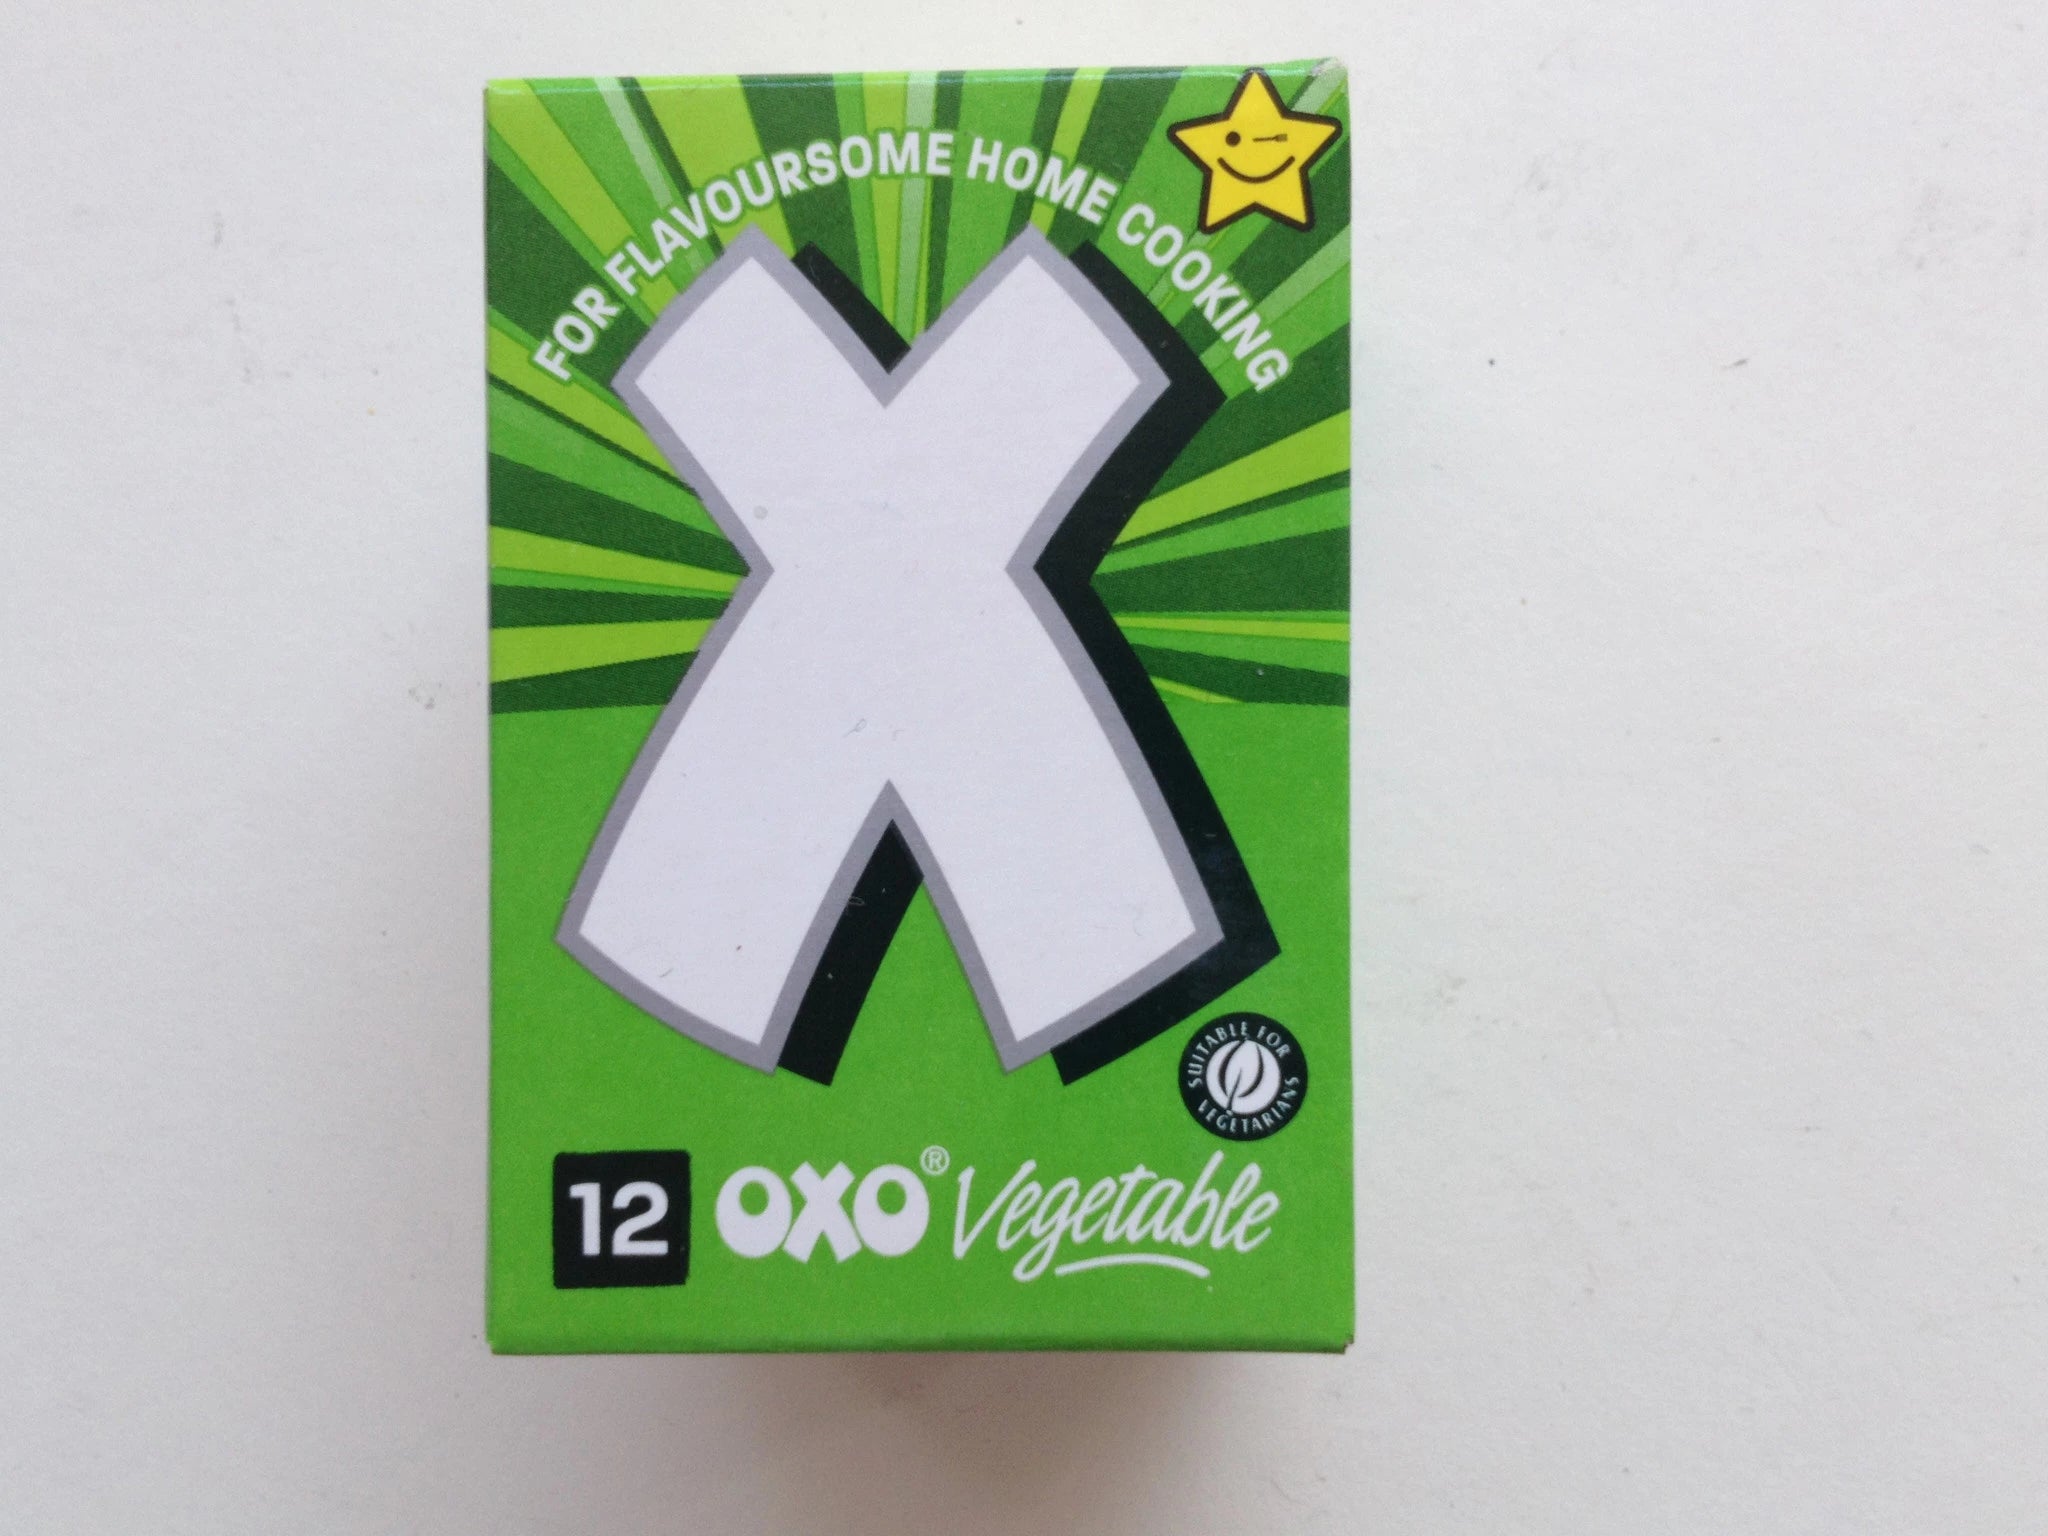 FOR FLAVOURSOME HOME COOKING
X
SUITABLE FOR
VEGETARIANS
12 OXO® Vegetable